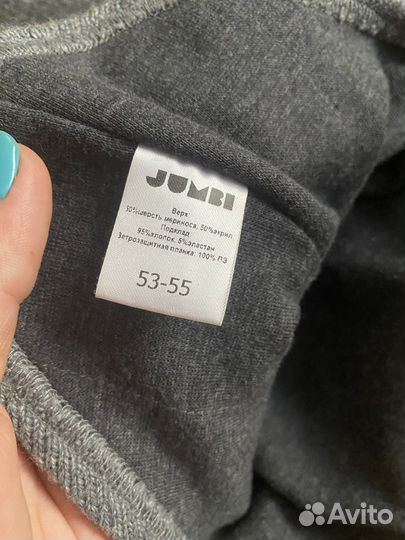 JUMBI
Верх:
50%шерсть мериноса, 50%акрил
Подклад:
95%хлопок, 5%эластан
Ветрозащитная планка: 100% ПЭ
53-55
Avito